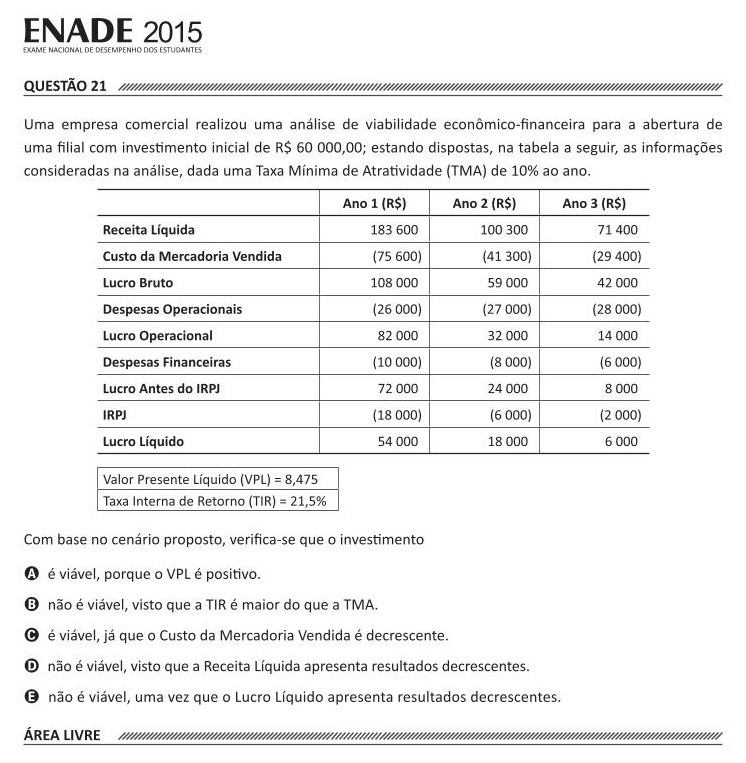 ENADE 2015
EXAME NACIONAL DE DESEMPENHO DOS ESTUDANTES
QUESTÃO 21
Uma empresa comercial realizou uma análise de viabilidade econômico-financeira para a abertura de
uma filial com investimento inicial de R$ 60 000,00; estando dispostas, na tabela a seguir, as informações
consideradas na análise, dada uma Taxa Mínima de Atratividade (TMA) de 10% ao ano.
Ano 1 (R$) Ano 2 (R$) Ano 3 (R$)
Receita Líquida 183 600 100 300 71 400
Custo da Mercadoria Vendida (75 600) (41 300) (29 400)
Lucro Bruto 108 000 59 000 42 000
Despesas Operacionais (26 000) (27 000) (28 000)
Lucro Operacional 82 000 32 000 14 000
Despesas Financeiras (10 000) (8 000) (6 000)
Lucro Antes do IRPJ 72 000 24 000 8 000
IRPJ (18 000) (6 000) (2 000)
Lucro Líquido 54 000 18 000 6 000
Valor Presente Líquido (VPL) = 8,475
Taxa Interna de Retorno (TIR) = 21,5%
Com base no cenário proposto, verifica-se que o investimento
A é viável, porque o VPL é positivo.
B não é viável, visto que a TIR é maior do que a TMA.
C é viável, já que o Custo da Mercadoria Vendida é decrescente.
D não é viável, visto que a Receita Líquida apresenta resultados decrescentes.
E não é viável, uma vez que o Lucro Líquido apresenta resultados decrescentes.
ÁREA LIVRE